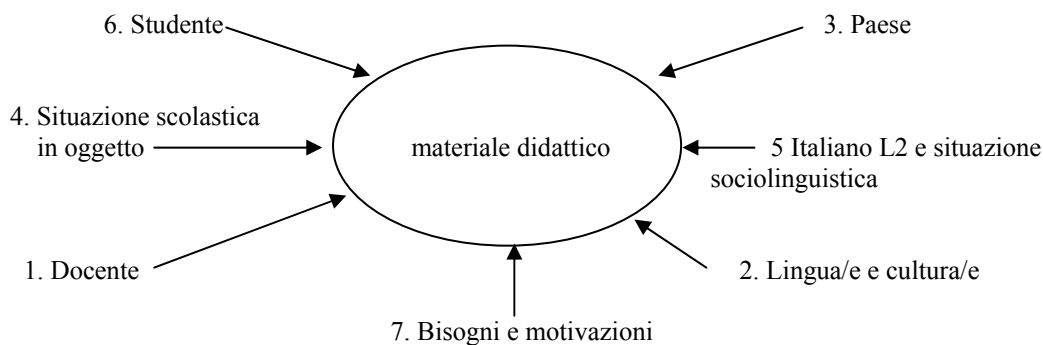 6. Studente
3. Paese
4. Situazione scolastica
in oggetto
materiale didattico
5 Italiano L2 e situazione
sociolinguistica
1. Docente
2. Lingua/e e cultura/e
7. Bisogni e motivazioni